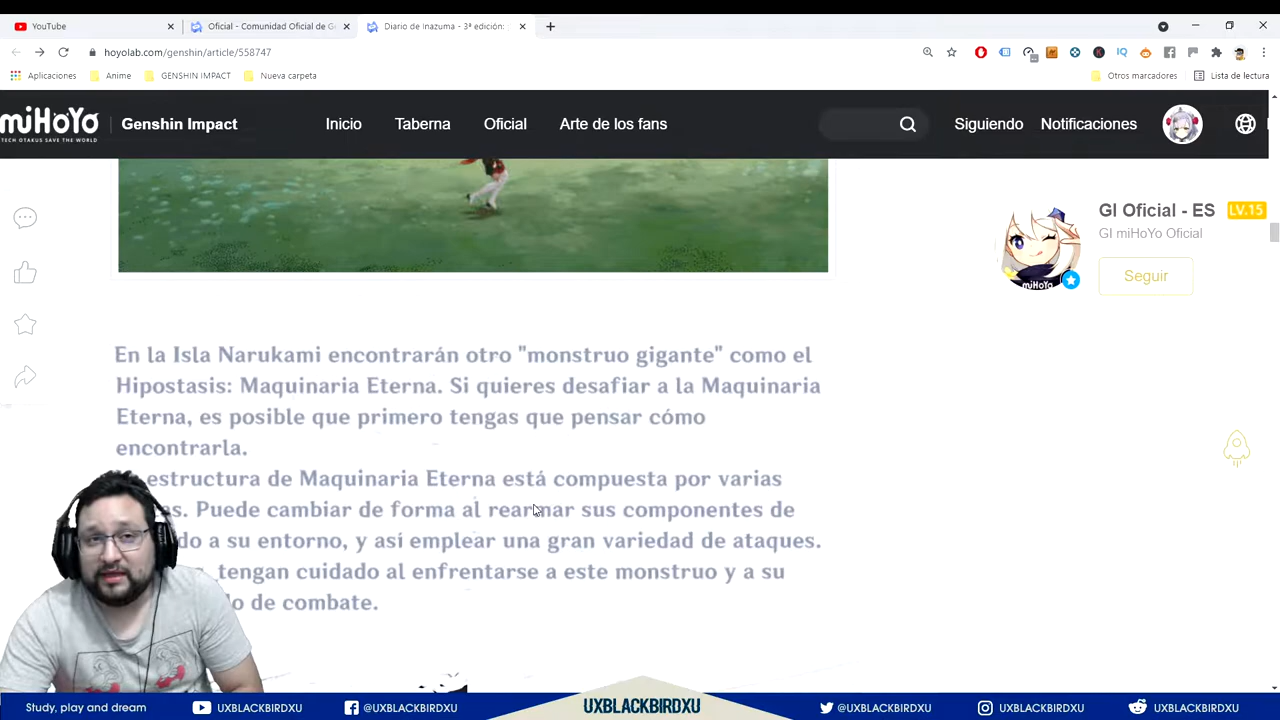 YouTube
Oficial - Comunidad Oficial de G
Diario de Inazuma - 3ª edición:
hoyolab.com/genshin/article/558747
Aplicaciones
Anime
GENSHIN IMPACT
Nueva carpeta
Otros marcadores
Lista de lectura
miHoYo
TECH OTAKUS SAVE THE WORLD
Genshin Impact
Inicio
Taberna
Oficial
Arte de los fans
Siguiendo
Notificaciones
GI Oficial - ES
LV.15
GI miHoYo Oficial
Seguir
miHoYo
En la Isla Narukami encontrarán otro "monstruo gigante" como el
Hipostasis: Maquinaria Eterna. Si quieres desafiar a la Maquinaria
Eterna, es posible que primero tengas que pensar cómo
encontrarla.
estructura de Maquinaria Eterna está compuesta por varias
Puede cambiar de forma al rearmar sus componentes de
a su entorno, y así emplear una gran variedad de ataques.
tengan cuidado al enfrentarse a este monstruo y a su
de combate.
Study, play and dream
UXBLACKBIRDXU
@UXBLACKBIRDXU
UXBLACKBIRDXU
@UXBLACKBIRDXU
UXBLACKBIRDXU
UXBLACKBIRDXU